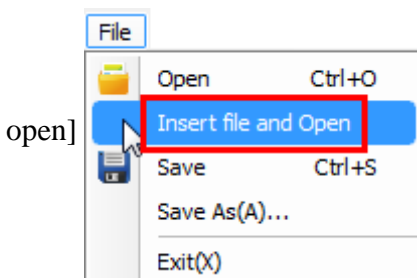 File
Open Ctrl+O
open] Insert file and Open
Save Ctrl+S
Save As(A)...
Exit(X)